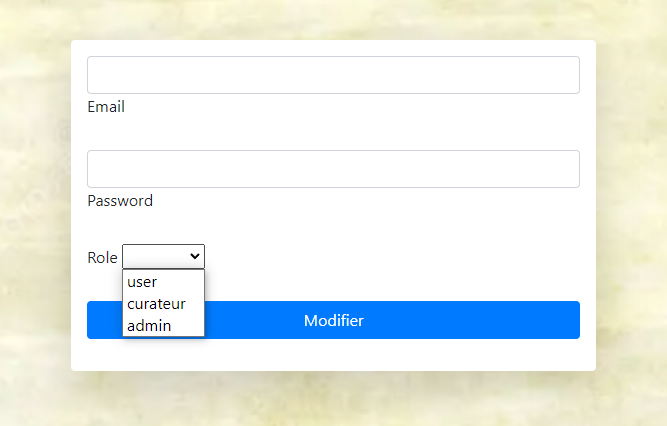 Email
Password
Role
user
curateur
admin
Modifier